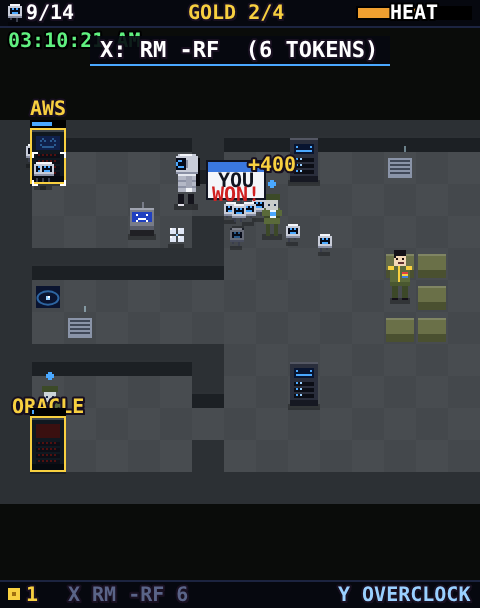 9/14 GOLD 2/4 HEAT
03:10:2
X: RM -RF (6 TOKENS)
AWS
+400
YOU
WON!
ORACLE
1 X RM -RF 6 Y OVERCLOCK